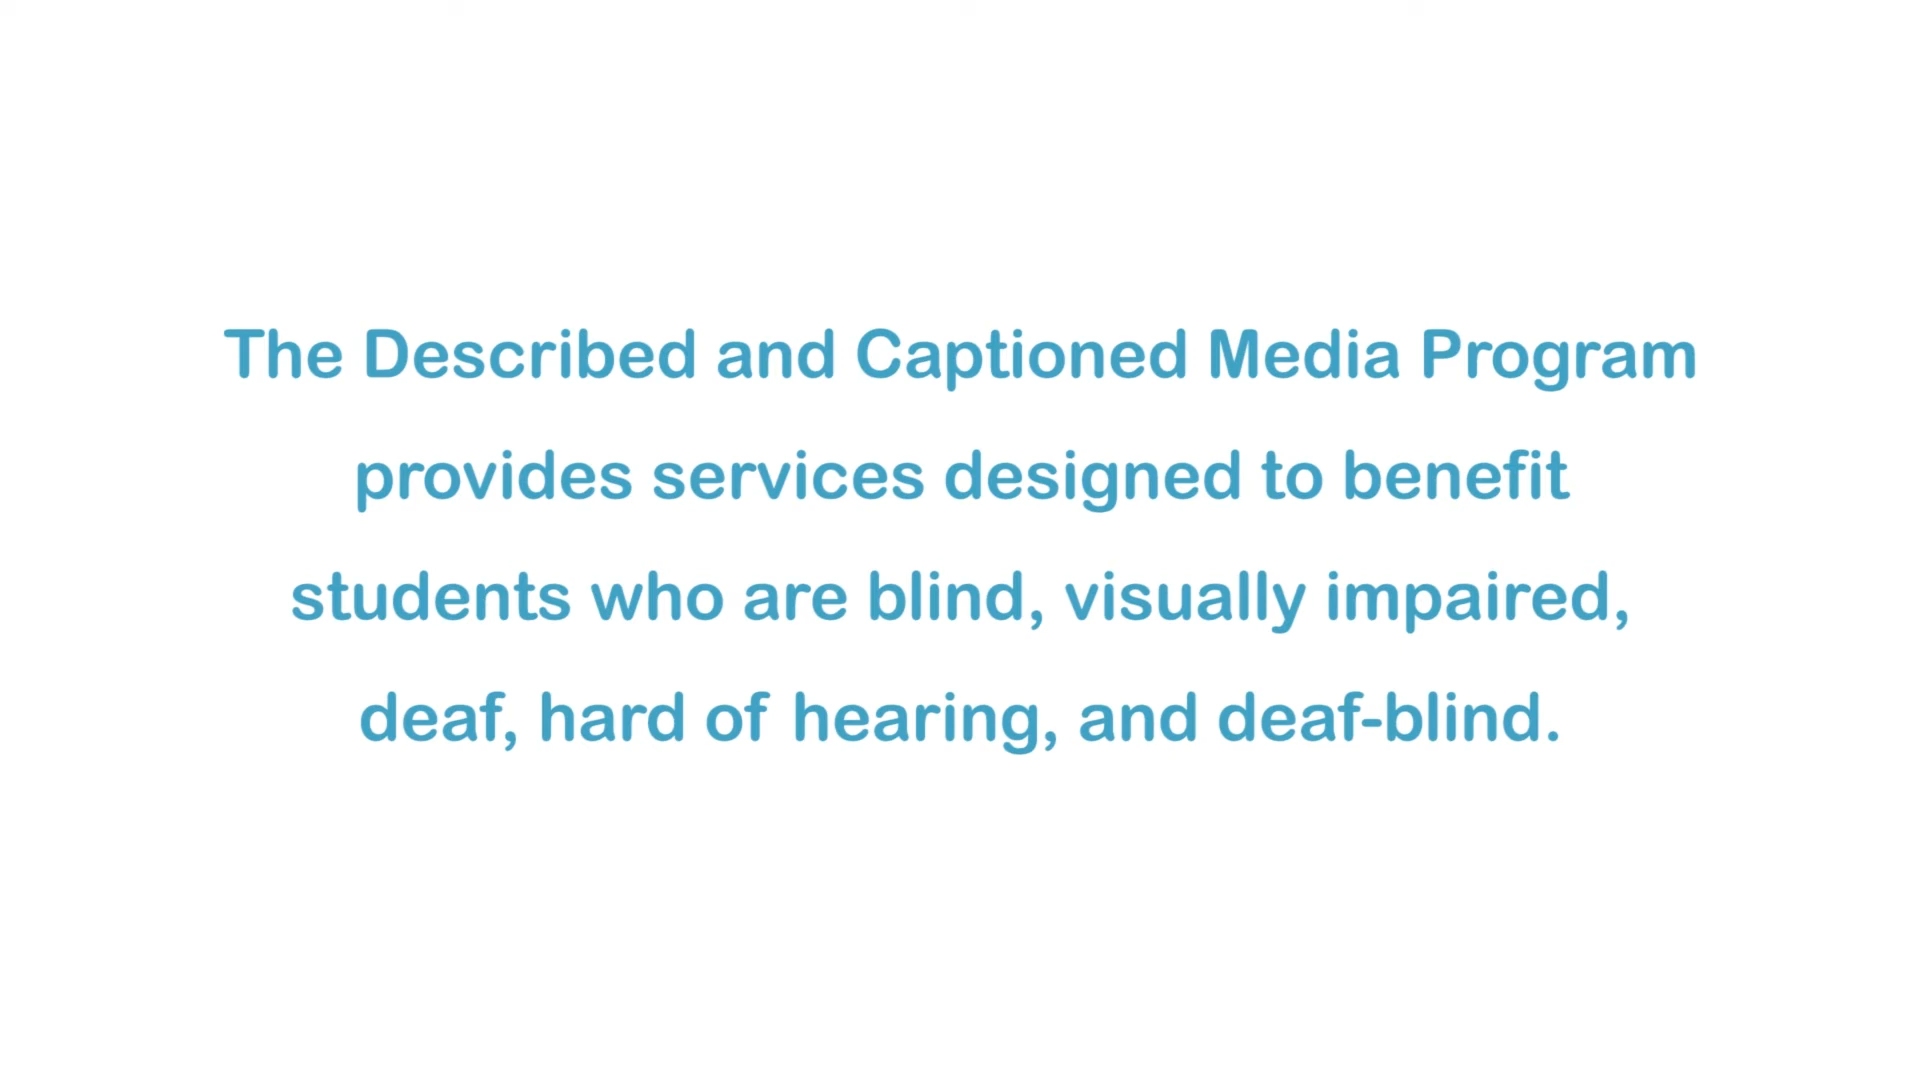 The Described and Captioned Media Program
provides services designed to benefit
students who are blind, visually impaired,
deaf, hard of hearing, and deaf-blind.